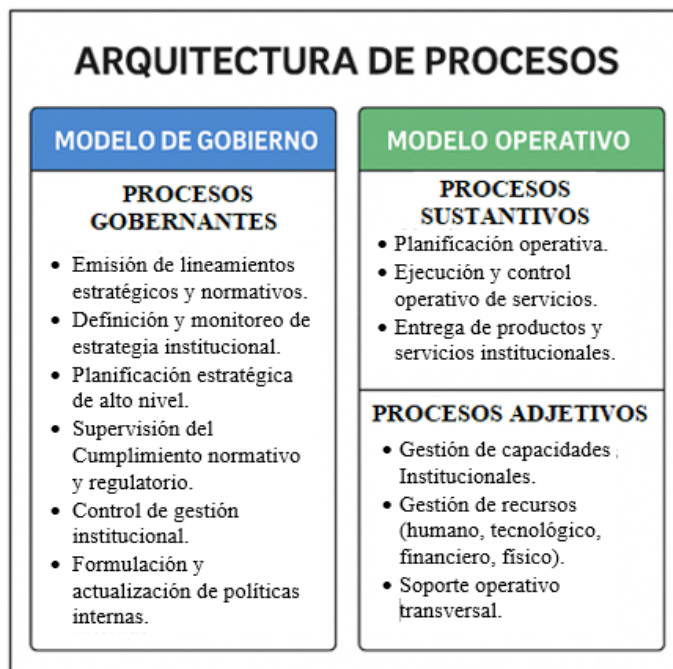 ARQUITECTURA DE PROCESOS
MODELO DE GOBIERNO
PROCESOS
GOBERNANTES
• Emisión de lineamientos
estratégicos y normativos.
• Definición y monitoreo de
estrategia institucional.
• Planificación estratégica
de alto nivel.
• Supervisión del
Cumplimiento normativo
y regulatorio.
• Control de gestión
institucional.
• Formulación y
actualización de políticas
internas.
MODELO OPERATIVO
PROCESOS
SUSTANTIVOS
• Planificación operativa.
• Ejecución y control
operativo de servicios.
• Entrega de productos y
servicios institucionales.
PROCESOS ADJETIVOS
• Gestión de capacidades ;
Institucionales.
• Gestión de recursos
(humano, tecnológico,
financiero, físico).
• Soporte operativo
transversal.